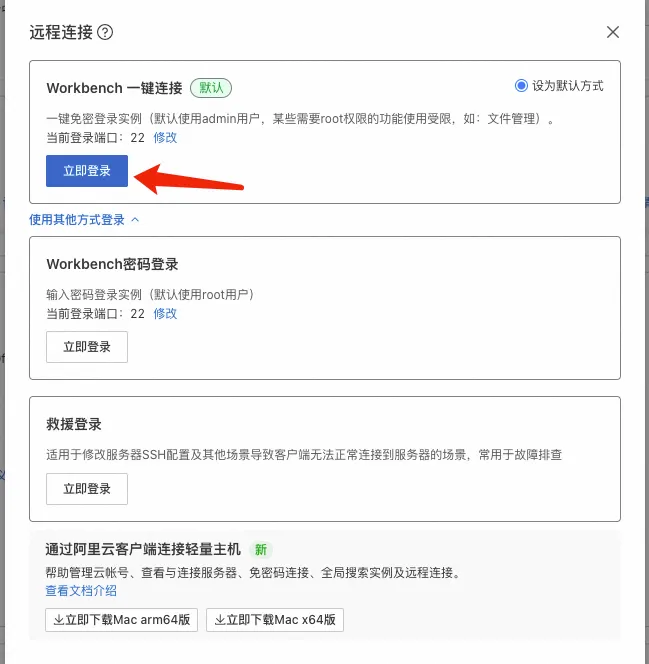 远程连接
Workbench 一键连接 默认 设为默认方式
一键免密登录实例（默认使用admin用户，某些需要root权限的功能使用受限，如：文件管理）。
当前登录端口：22 修改
立即登录
使用其他方式登录
Workbench密码登录
输入密码登录实例（默认使用root用户）
当前登录端口：22 修改
立即登录
救援登录
适用于修改服务器SSH配置及其他场景导致客户端无法正常连接到服务器的场景，常用于故障排查
立即登录
通过阿里云客户端连接轻量主机 新
帮助管理云帐号、查看与连接服务器、免密码连接、全局搜索实例及远程连接。
查看文档介绍
立即下载Mac arm64版 立即下载Mac x64版